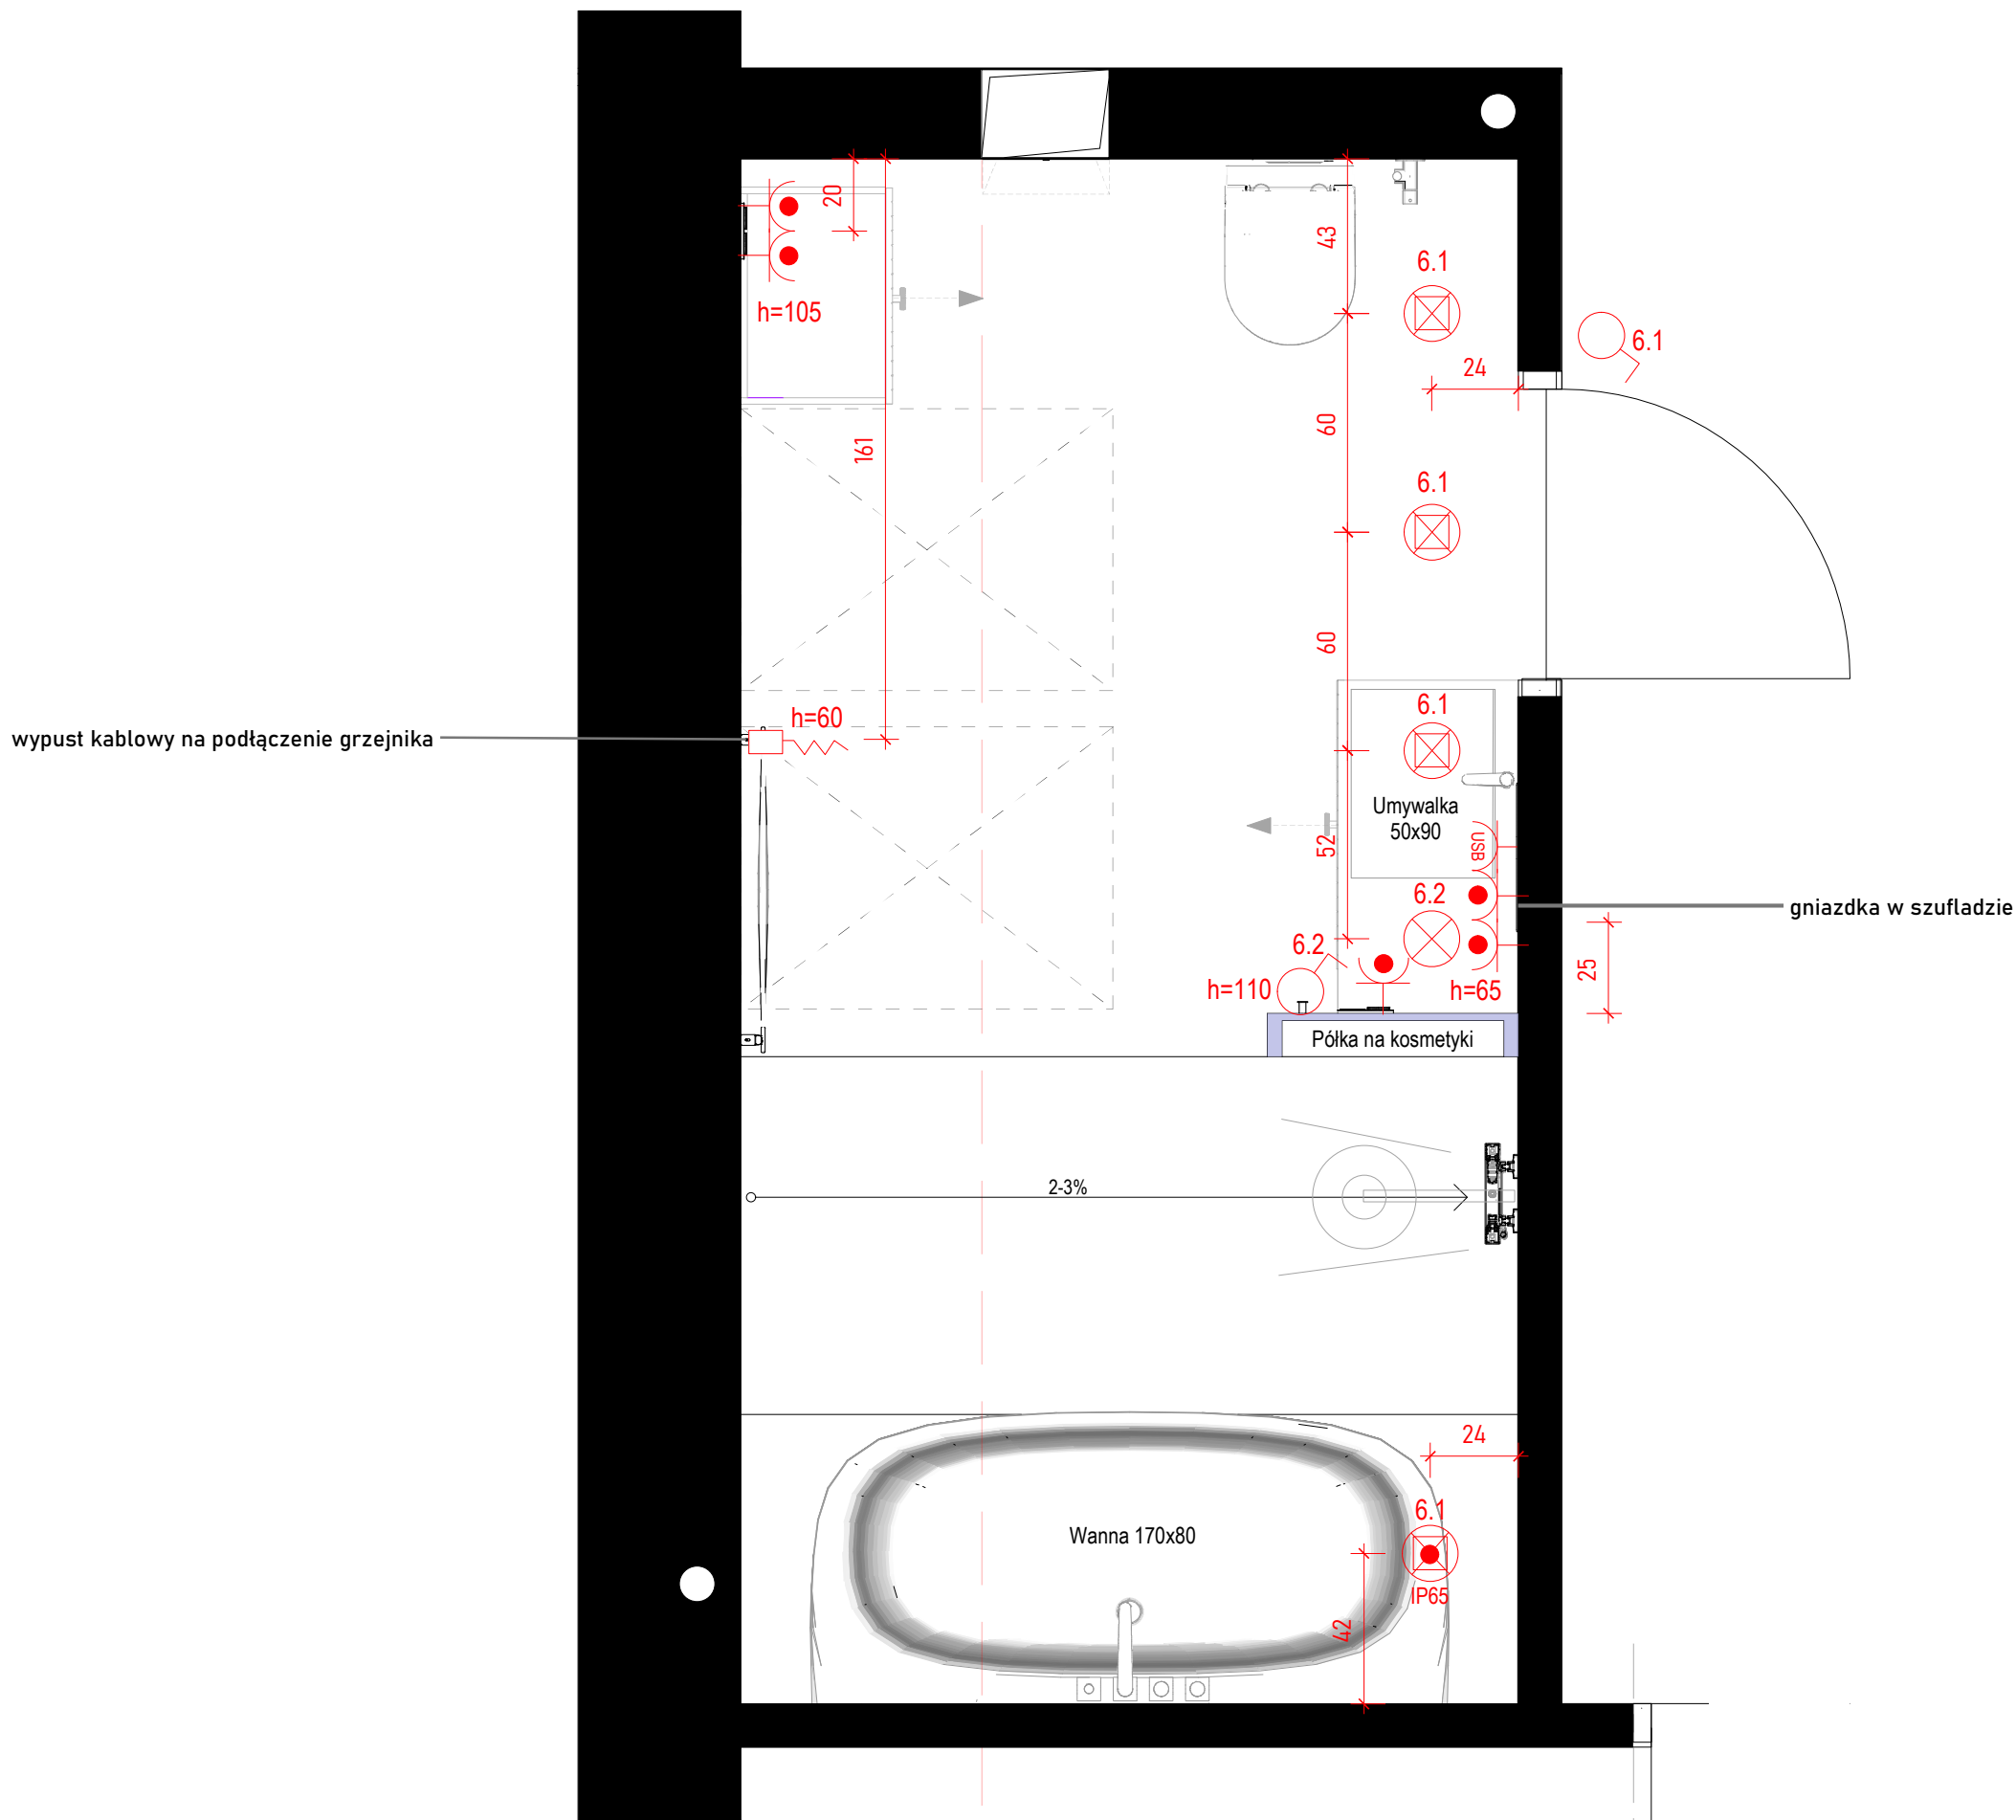 20
43
6.1
h=105
6.1
24
60
161
6.1
60
6.1
h=60
wypust kablowy na podłączenie grzejnika
Umywalka
50x90
52
USB
6.2
gniazdka w szufladzie
6.2
25
h=110
h=65
Półka na kosmetyki
2-3%
24
6.1
Wanna 170x80
IP65
42